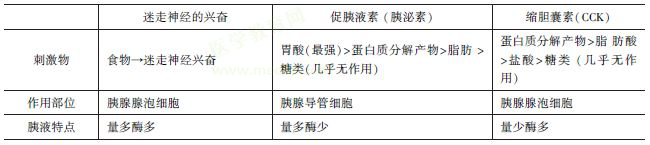 迷走神经的兴奋 促胰液素 (胰泌素) 缩胆囊素(CCK)
刺激物 食物→迷走神经兴奋 胃酸(最强)>蛋白质分解产物>脂肪 >糖类(几乎无作用) 蛋白质分解产物>脂 肪酸>盐酸>糖类 (几乎无作用)
作用部位 胰腺腺泡细胞 胰腺导管细胞 胰腺腺泡细胞
胰液特点 量多酶多 量多酶少 量少酶多